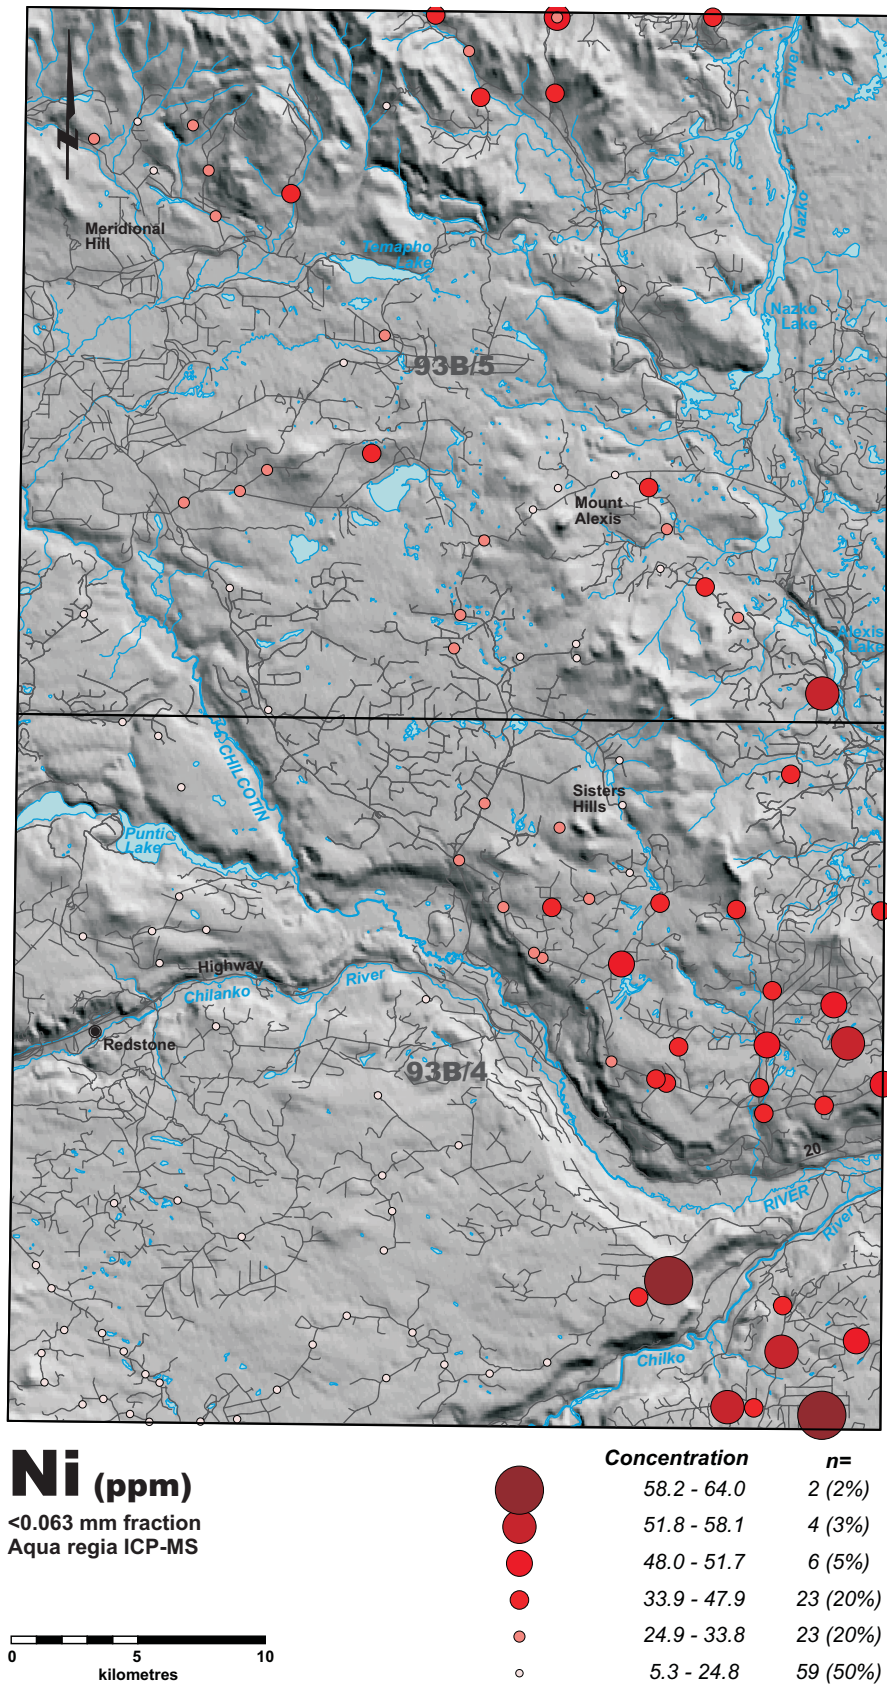 River
Nazko
Meridional
Hill
Temapho
Lake
Nazko
Lake
93B/5
Mount
Alexis
Alexis
Lake
CHILCOTIN
Sisters
Hills
Puntic
Lake
Highway
River
Chilanko
Redstone
93B/4
20
RIVER
River
Chilko
Ni (ppm)
<0.063 mm fraction
Aqua regia ICP-MS
Concentration n=
58.2 - 64.0 2 (2%)
51.8 - 58.1 4 (3%)
48.0 - 51.7 6 (5%)
33.9 - 47.9 23 (20%)
24.9 - 33.8 23 (20%)
5.3 - 24.8 59 (50%)
0 5 10
kilometres